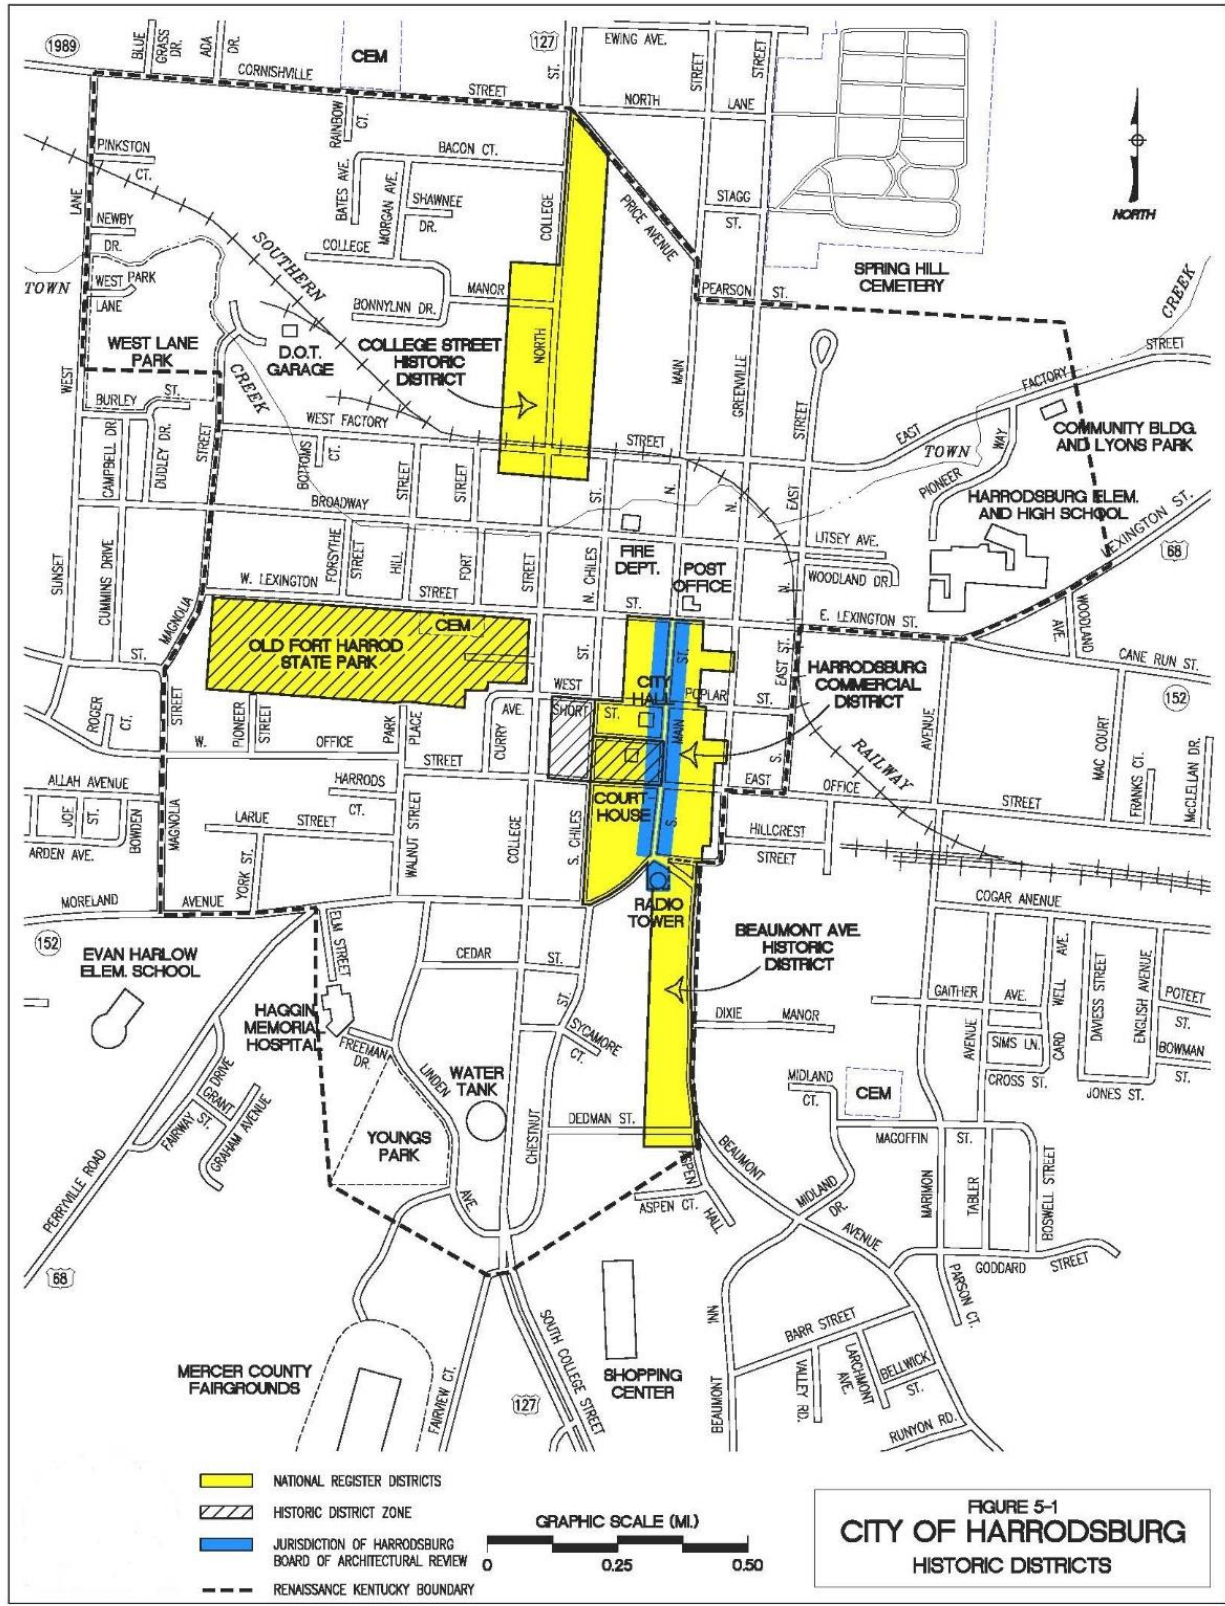 1989
BLUE
GRASS DR.
ADA
DR.
CEM
127
ST.
EWING AVE.
STREET
STREET
CORNISHVILLE
STREET
NORTH
LANE
RAINBOW
CT.
PINKSTON
CT.
BACON CT.
BATES AVE.
MORGAN AVE.
SHAWNEE
DR.
COLLEGE
STAGG
ST.
PRICE AVENUE
NORTH
LANE
NEWBY
DR.
SOUTHERN
COLLEGE
TOWN
WEST PARK
LANE
MANOR
BONNYLNN DR.
PEARSON ST.
SPRING HILL
CEMETERY
CREEK
WEST LANE
PARK
D.O.T.
GARAGE
COLLEGE STREET
HISTORIC
DISTRICT
NORTH
MAIN
GREENVILLE
STREET
FACTORY
STREET
WEST
BURLEY
ST.
CREEK
CAMPBELL DR.
DUDLEY DR.
STREET
WEST FACTORY
STREET
EAST
TOWN
PIONEER
WAY
COMMUNITY BLDG.
AND LYONS PARK
BOTTOMS
CT.
STREET
STREET
ST.
N.
N.
EAST
HARRODSBURG ELEM.
AND HIGH SCHOOL
LEXINGTON ST.
68
BROADWAY
SUNSET
CUMMINS DRIVE
MAGNOLIA
W. LEXINGTON
FORSYTHE
STREET
HILL
STREET
FORT
STREET
N. CHILES
FIRE
DEPT.
POST
OFFICE
LITSEY AVE.
WOODLAND DR.
N.
ST.
E. LEXINGTON ST.
WOODLAND
AVE.
CANE RUN ST.
152
CEM
OLD FORT HARROD
STATE PARK
ST.
ST.
ST.
EAST ST.
HARRODSBURG
COMMERCIAL
DISTRICT
CITY
HALL
WEST
POPLAR
ST.
SHORT
ST.
AVE.
CURRY
MAIN
ROGER
CT.
STREET
W.
PIONEER
STREET
OFFICE
PARK
PLACE
STREET
S.
RAILWAY
AVENUE
MAC COURT
FRANKS CT.
McCLELLAN DR.
ALLAH AVENUE
HARRODS
CT.
EAST
OFFICE
STREET
COURT
HOUSE
JOE
ST.
BOWDEN
MAGNOLIA
LARUE
STREET
WALNUT STREET
COLLEGE
S. CHILES
S.
HILLCREST
STREET
ARDEN AVE.
YORK ST.
MORELAND
AVENUE
RADIO
TOWER
COGAR ANENUE
152
ELM STREET
CEDAR
ST.
BEAUMONT AVE.
HISTORIC
DISTRICT
EVAN HARLOW
ELEM. SCHOOL
ST.
GAITHER
AVE.
CARD WELL AVE.
DAVIESS STREET
ENGLISH AVENUE
POTEET
ST.
HAGGIN
MEMORIAL
HOSPITAL
FREEMAN
DR.
SYCAMORE
CT.
DIXIE
MANOR
AVENUE
SIMS LN.
CROSS ST.
BOWMAN
ST.
JONES ST.
DRIVE
GRANT
FAIRWAY
ST.
GRAHAM AVENUE
LINDEN
WATER
TANK
CHESTNUT
MIDLAND
CT.
CEM
DEDMAN ST.
MAGOFFIN
ST.
YOUNGS
PARK
PERRYVILLE ROAD
AVE.
ASPEN
ASPEN CT.
HALL
BEAUMONT
MIDLAND
DR.
AVENUE
MARIMON
TABLER
BOSWELL STREET
GODDARD
STREET
68
PARSON CT.
SOUTH COLLEGE STREET
INN
BARR STREET
MERCER COUNTY
FAIRGROUNDS
FAIRVIEW CT.
127
SHOPPING
CENTER
BEAUMONT
VALLEY RD.
LARCHMONT
AVE.
BELLWICK
ST.
RUNYON RD.
NATIONAL REGISTER DISTRICTS
HISTORIC DISTRICT ZONE
JURISDICTION OF HARRODSBURG
BOARD OF ARCHITECTURAL REVIEW
RENAISSANCE KENTUCKY BOUNDARY
GRAPHIC SCALE (MI.)
0
0.25
0.50
FIGURE 5-1
CITY OF HARRODSBURG
HISTORIC DISTRICTS